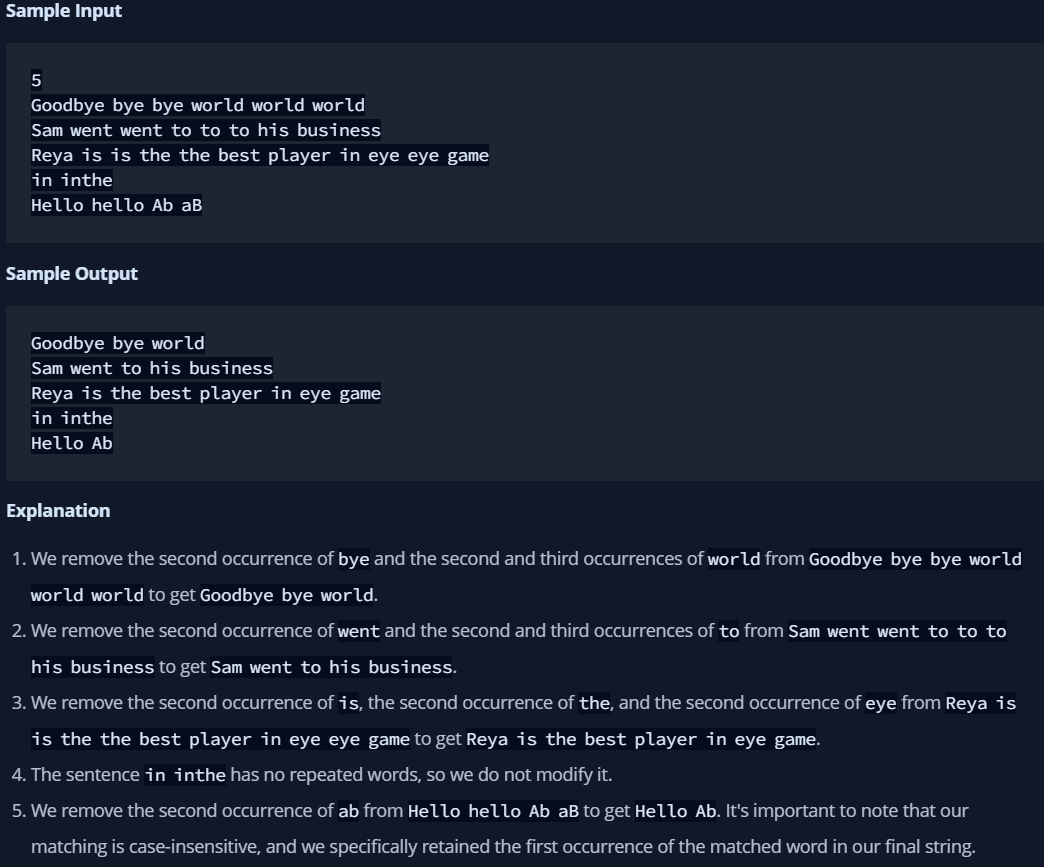 Sample Input
5
Goodbye bye bye world world world
Sam went went to to to his business
Reya is is the the best player in eye eye game
in inthe
Hello hello Ab aB
Sample Output
Goodbye bye world
Sam went to his business
Reya is the best player in eye game
in inthe
Hello Ab
Explanation
1. We remove the second occurrence of bye and the second and third occurrences of world from Goodbye bye bye world
world world to get Goodbye bye world.
2. We remove the second occurrence of went and the second and third occurrences of to from Sam went went to to to
his business to get Sam went to his business.
3. We remove the second occurrence of is, the second occurrence of the, and the second occurrence of eye from Reya is
is the the best player in eye eye game to get Reya is the best player in eye game.
4. The sentence in inthe has no repeated words, so we do not modify it.
5. We remove the second occurrence of ab from Hello hello Ab aB to get Hello Ab. It's important to note that our
matching is case-insensitive, and we specifically retained the first occurrence of the matched word in our final string.